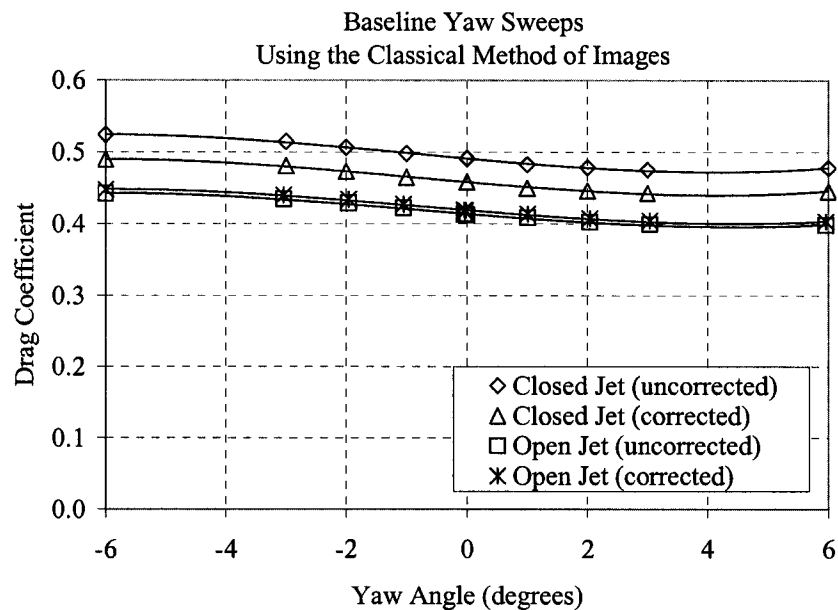 Baseline Yaw Sweeps
Using the Classical Method of Images
0.6
0.5
0.4
0.3
0.2
0.1
0.0
Drag Coefficient
Closed Jet (uncorrected)
Closed Jet (corrected)
Open Jet (uncorrected)
Open Jet (corrected)
-6 -4 -2 0 2 4 6
Yaw Angle (degrees)